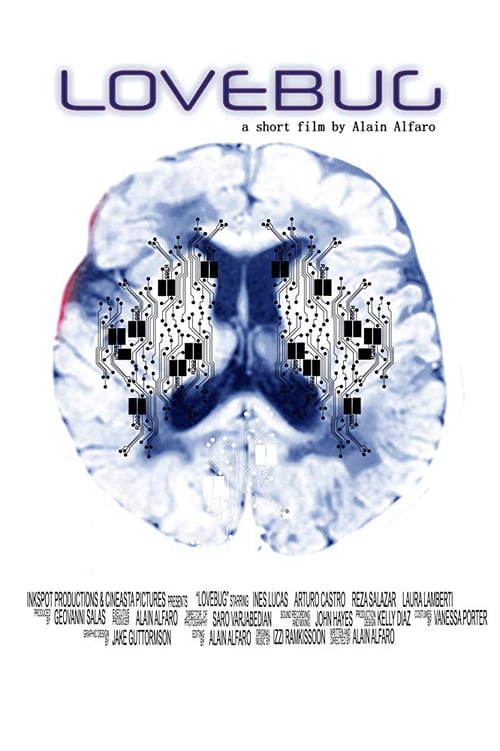 LOVEBUG
a short film by Alain Alfaro
INKSPOT PRODUCTIONS & CINEASTA PICTURES PRESENTS "LOVEBUG" STARRING INES LUCAS ARTURO CASTRO REZA SALAZAR LAURA LAMBERTI
PRODUCED BY GEOVANNI SALAS EXECUTIVE PRODUCER ALAIN ALFARO DIRECTOR OF PHOTOGRAPHY SARO VARJABEDIAN SOUND RECORDING AND MIXING JOHN HAYES PRODUCTION DESIGN KELLY DIAZ COSTUMES BY VANESSA PORTER
GRAPHIC DESIGN BY JAKE GUTTORMSON EDITING BY ALAIN ALFARO ORIGINAL MUSIC BY IZZI RAMKISSOON WRITTEN AND DIRECTED BY ALAIN ALFARO